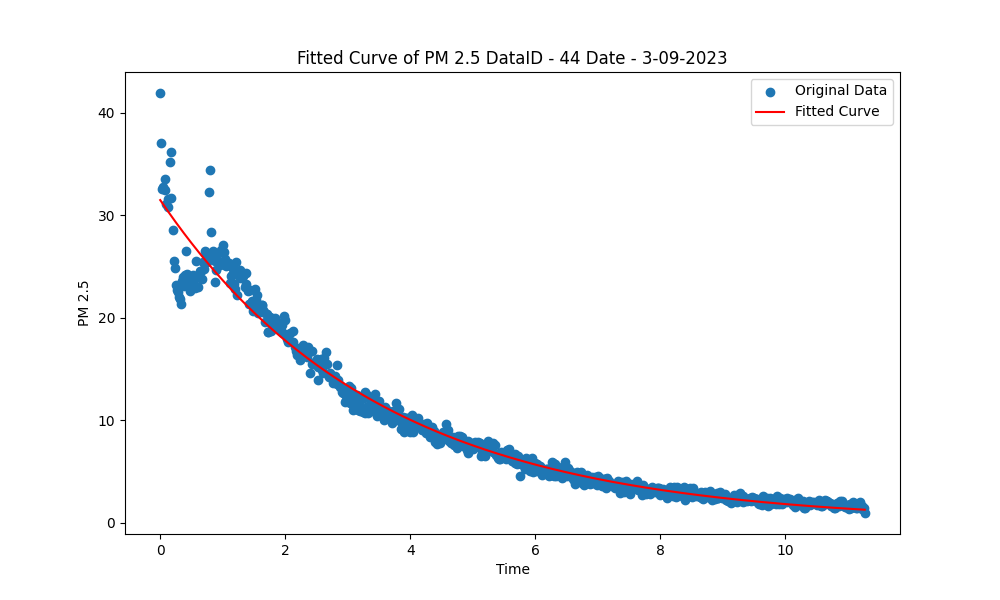 Fitted Curve of PM 2.5 DataID - 44 Date - 3-09-2023
Original Data
Fitted Curve
40
30
20
10
0
PM 2.5
0 2 4 6 8 10
Time